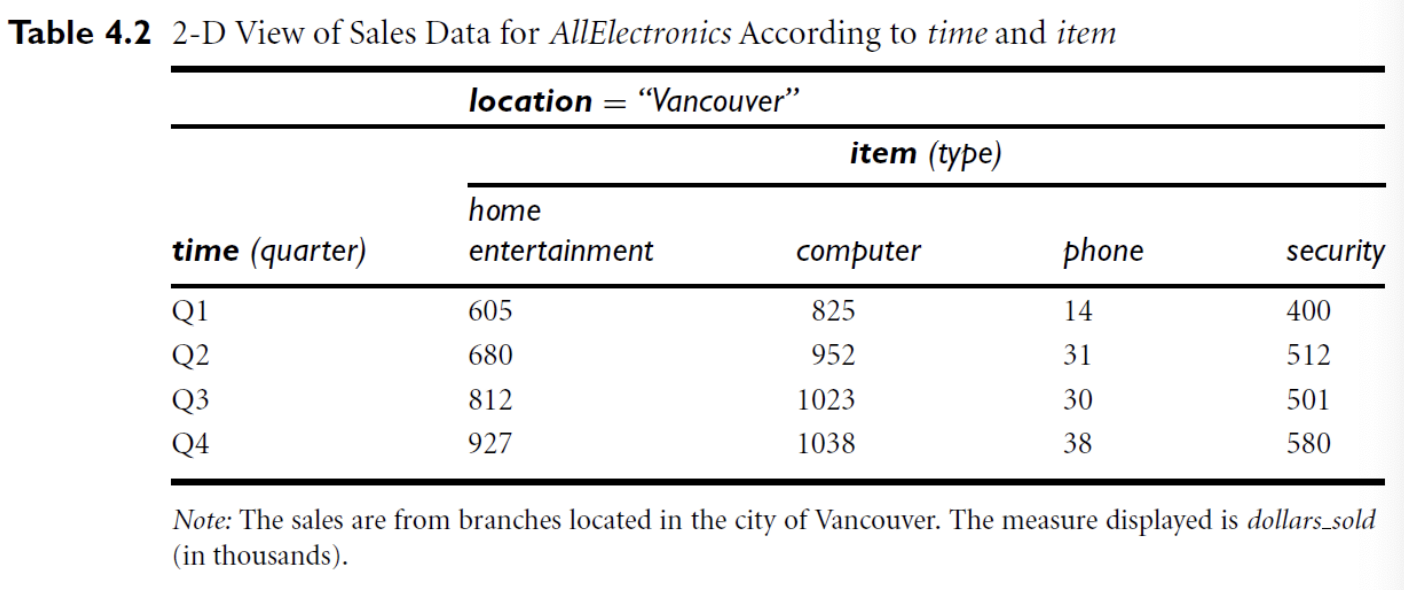 Table 4.2 2-D View of Sales Data for AllElectronics According to time and item
location = “Vancouver”
item (type)
home
time (quarter) entertainment computer phone security
Q1 605 825 14 400
Q2 680 952 31 512
Q3 812 1023 30 501
Q4 927 1038 38 580
Note: The sales are from branches located in the city of Vancouver. The measure displayed is dollars_sold
(in thousands).